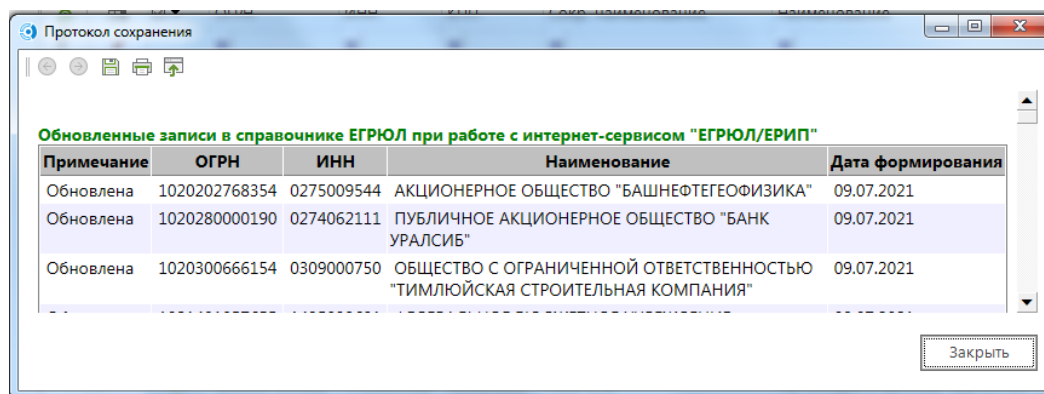 Протокол сохранения
Обновленные записи в справочнике ЕГРЮЛ при работе с интернет-сервисом "ЕГРЮЛ/ЕРИП"
Примечание ОГРН ИНН Наименование Дата формирования
Обновлена 1020202768354 0275009544 АКЦИОНЕРНОЕ ОБЩЕСТВО "БАШНЕФТЕГЕОФИЗИКА" 09.07.2021
Обновлена 1020280000190 0274062111 ПУБЛИЧНОЕ АКЦИОНЕРНОЕ ОБЩЕСТВО "БАНК 09.07.2021
УРАЛСИБ"
Обновлена 1020300666154 0309000750 ОБЩЕСТВО С ОГРАНИЧЕННОЙ ОТВЕТСТВЕННОСТЬЮ 09.07.2021
"ТИМЛЮЙСКАЯ СТРОИТЕЛЬНАЯ КОМПАНИЯ"
Закрыть